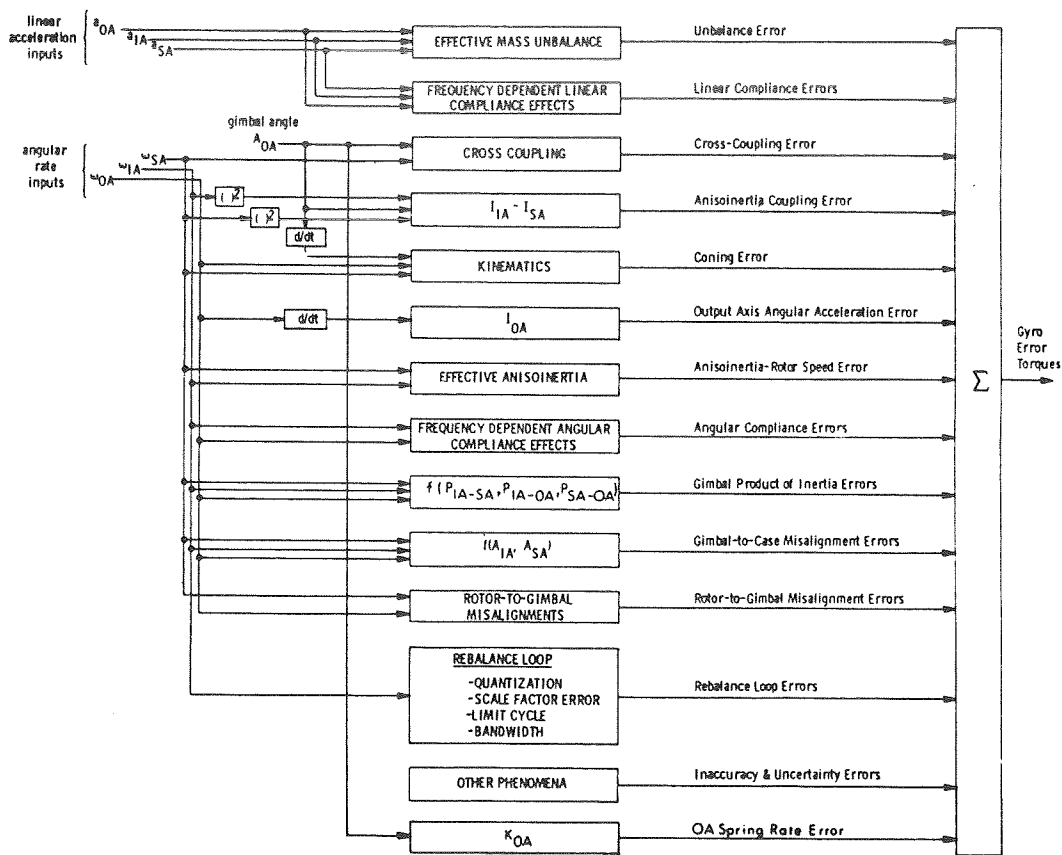 linear
acceleration
inputs
a_OA
a_IA
a_SA
EFFECTIVE MASS UNBALANCE
Unbalance Error
FREQUENCY DEPENDENT LINEAR
COMPLIANCE EFFECTS
Linear Compliance Errors
gimbal angle
A_OA
angular
rate
inputs
ω_SA
ω_IA
ω_OA
CROSS COUPLING
Cross-Coupling Error
( )²
( )²
I_IA - I_SA
Anisoinertia Coupling Error
d/dt
KINEMATICS
Coning Error
d/dt
I_OA
Output Axis Angular Acceleration Error
EFFECTIVE ANISOINERTIA
Anisoinertia-Rotor Speed Error
Σ
Gyro
Error
Torques
FREQUENCY DEPENDENT ANGULAR
COMPLIANCE EFFECTS
Angular Compliance Errors
f(P_IA-SA, P_IA-OA, P_SA-OA)
Gimbal Product of Inertia Errors
f(A_IA, A_SA)
Gimbal-to-Case Misalignment Errors
ROTOR-TO-GIMBAL
MISALIGNMENTS
Rotor-to-Gimbal Misalignment Errors
REBALANCE LOOP
-QUANTIZATION
-SCALE FACTOR ERROR
-LIMIT CYCLE
-BANDWIDTH
Rebalance Loop Errors
OTHER PHENOMENA
Inaccuracy & Uncertainty Errors
K_OA
OA Spring Rate Error